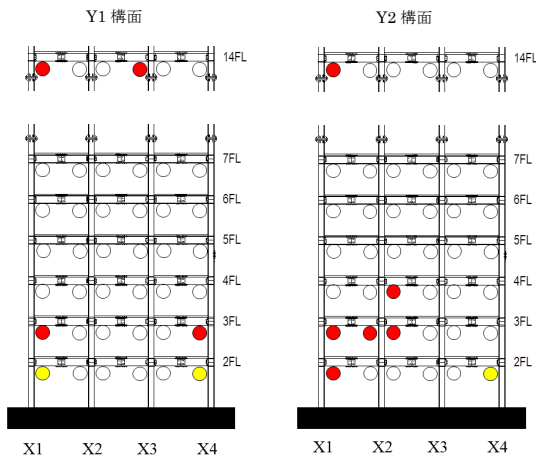 Y1 構面
Y2 構面
14FL
14FL
7FL
7FL
6FL
6FL
5FL
5FL
4FL
4FL
3FL
3FL
2FL
2FL
X1 X2 X3 X4
X1 X2 X3 X4